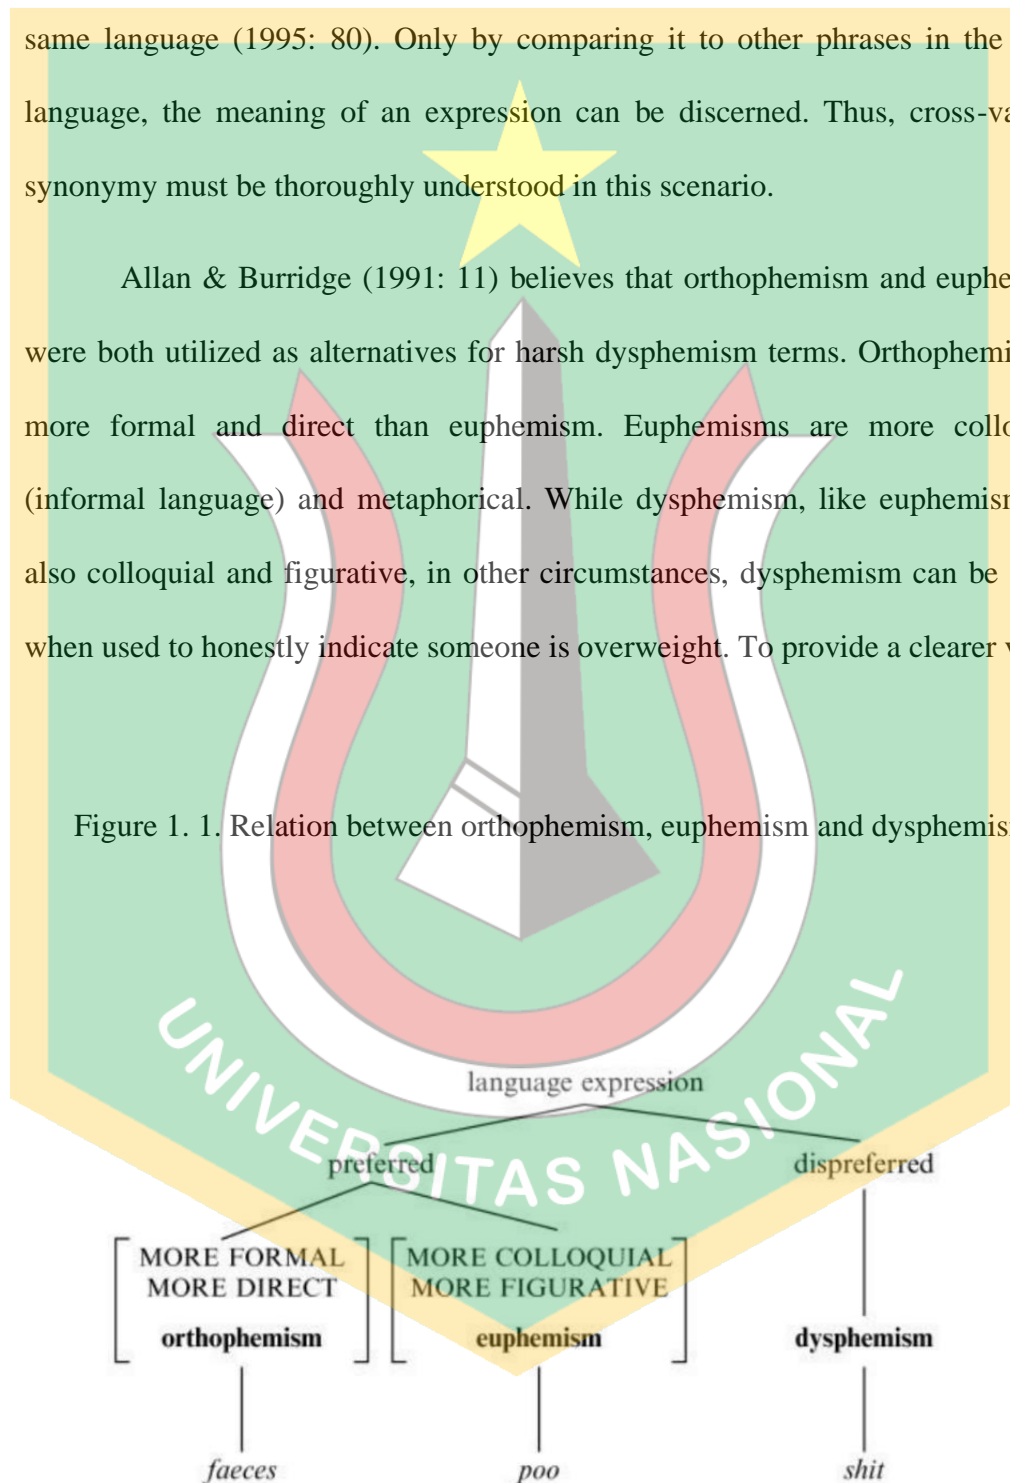 same language (1995: 80). Only by comparing it to other phrases in the
language, the meaning of an expression can be discerned. Thus, cross-va
synonymy must be thoroughly understood in this scenario.
Allan & Burridge (1991: 11) believes that orthophemism and euphe
were both utilized as alternatives for harsh dysphemism terms. Orthophemi
more formal and direct than euphemism. Euphemisms are more collo
(informal language) and metaphorical. While dysphemism, like euphemism
also colloquial and figurative, in other circumstances, dysphemism can be
when used to honestly indicate someone is overweight. To provide a clearer v
Figure 1. 1. Relation between orthophemism, euphemism and dysphemis
UNIVERSITAS NASIONAL
language expression
preferred dispreferred
MORE FORMAL MORE COLLOQUIAL
MORE DIRECT MORE FIGURATIVE
orthophemism euphemism dysphemism
faeces poo shit